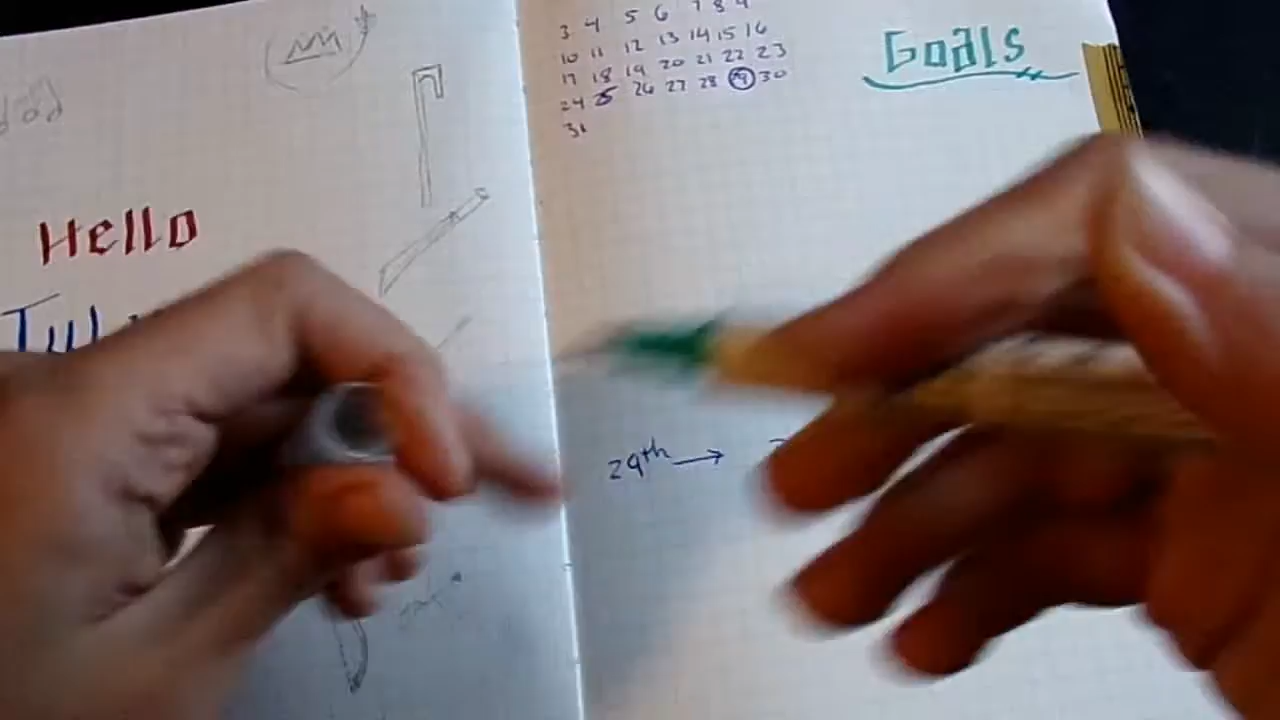 Hello
3 4 5 6 7 8 9
10 11 12 13 14 15 16
17 18 19 20 21 22 23
24 25 26 27 28 29 30
31
Goals
29th →